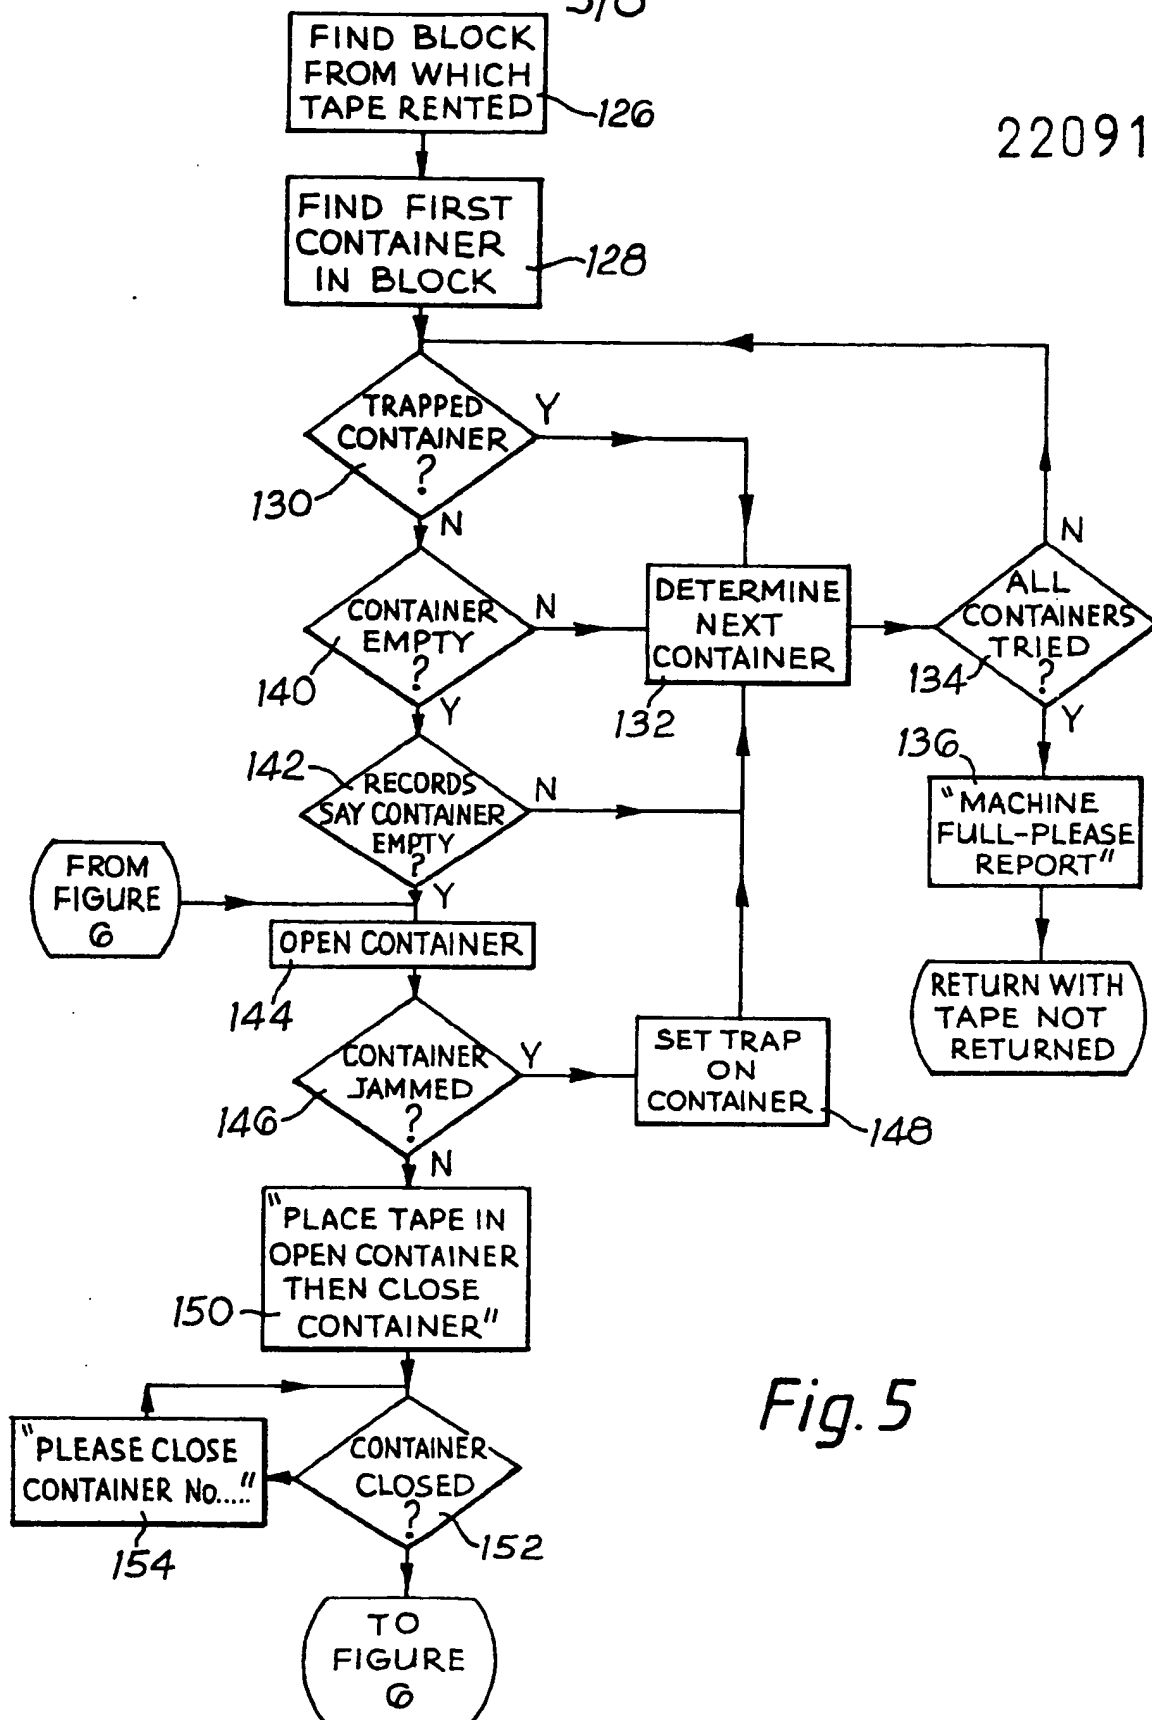 FIND BLOCK
FROM WHICH
TAPE RENTED
126
22091
FIND FIRST
CONTAINER
IN BLOCK
128
TRAPPED
CONTAINER
?
130
Y
N
CONTAINER
EMPTY
?
140
N
Y
DETERMINE
NEXT
CONTAINER
132
ALL
CONTAINERS
TRIED
?
134
N
Y
136
"MACHINE
FULL-PLEASE
REPORT"
RETURN WITH
TAPE NOT
RETURNED
142
RECORDS
SAY CONTAINER
EMPTY
?
N
Y
FROM
FIGURE
6
OPEN CONTAINER
144
CONTAINER
JAMMED
?
146
Y
N
SET TRAP
ON
CONTAINER
148
"PLACE TAPE IN
OPEN CONTAINER
THEN CLOSE
CONTAINER"
150
"PLEASE CLOSE
CONTAINER No....."
154
CONTAINER
CLOSED
?
152
TO
FIGURE
6
Fig. 5